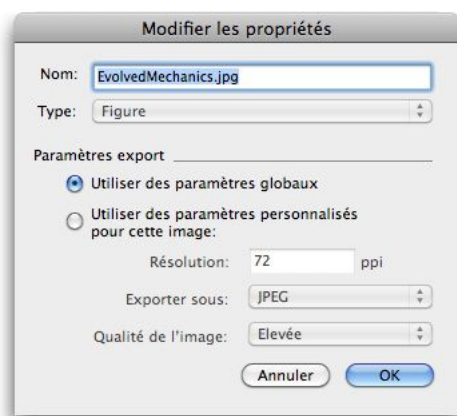 Modifier les propriétés
Nom: EvolvedMechanics.jpg
Type: Figure
Paramètres export
Utiliser des paramètres globaux
Utiliser des paramètres personnalisés
pour cette image:
Résolution: 72 ppi
Exporter sous: JPEG
Qualité de l'image: Elevée
Annuler OK